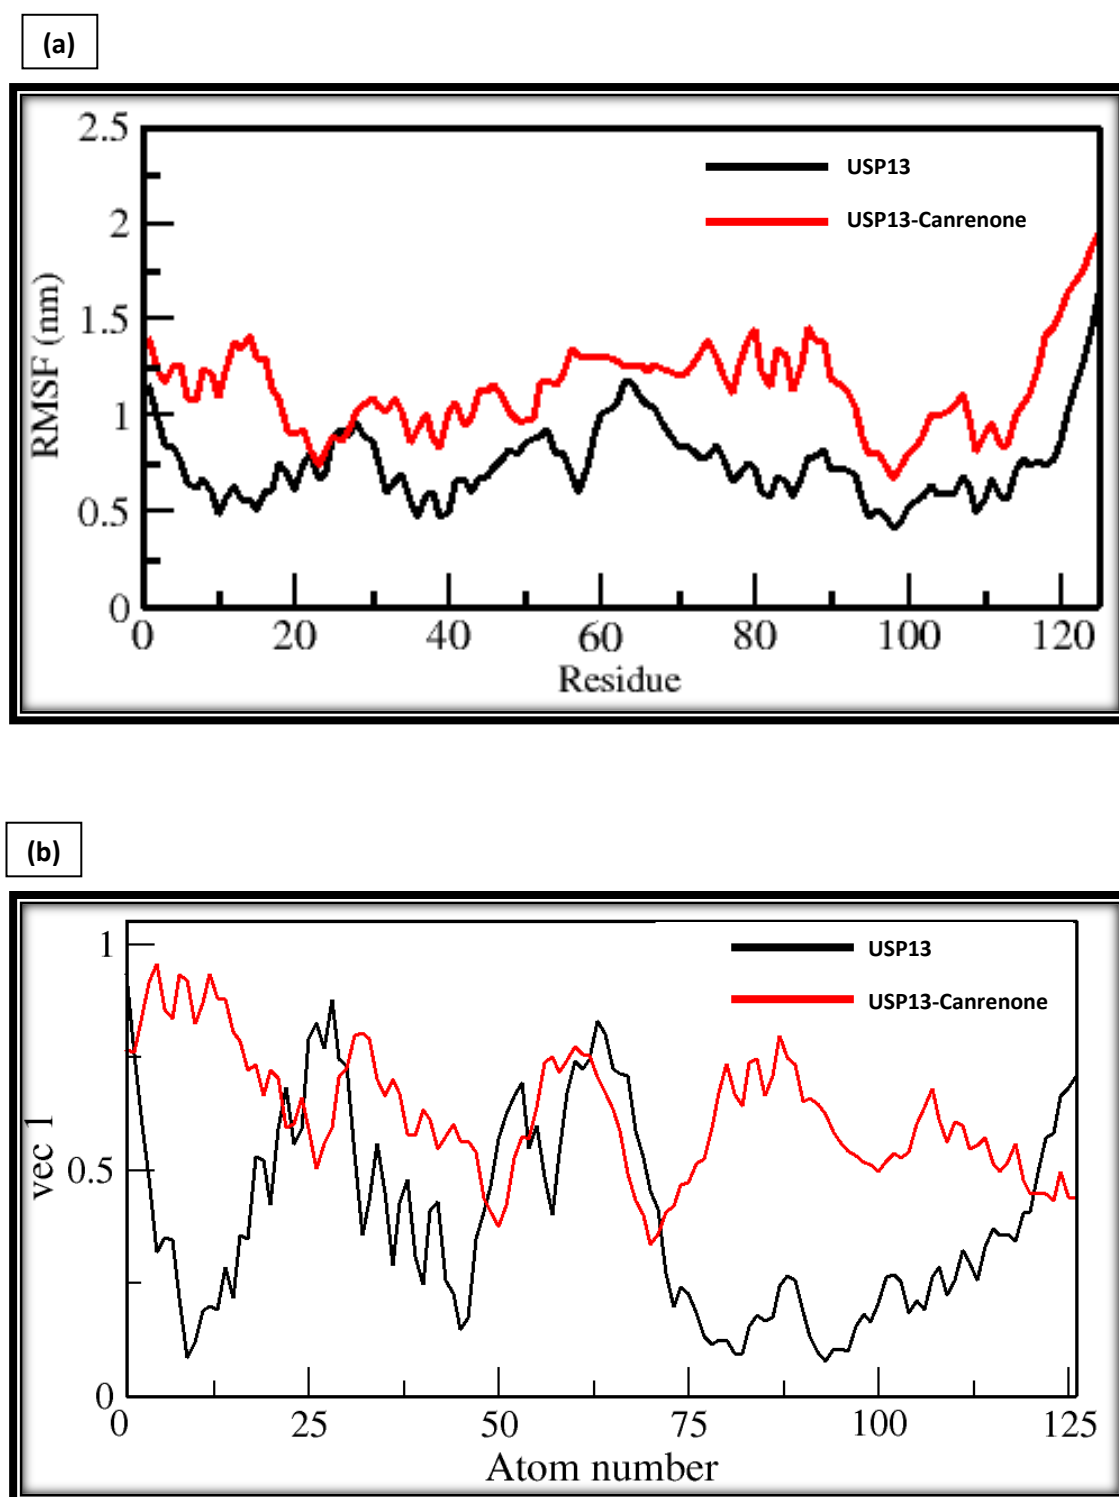 (a)
2.5
2
1.5
1
0.5
0
RMSF (nm)
USP13
USP13-Canrenone
0 20 40 60 80 100 120
Residue
(b)
1
0.5
0
vec 1
USP13
USP13-Canrenone
0 25 50 75 100 125
Atom number